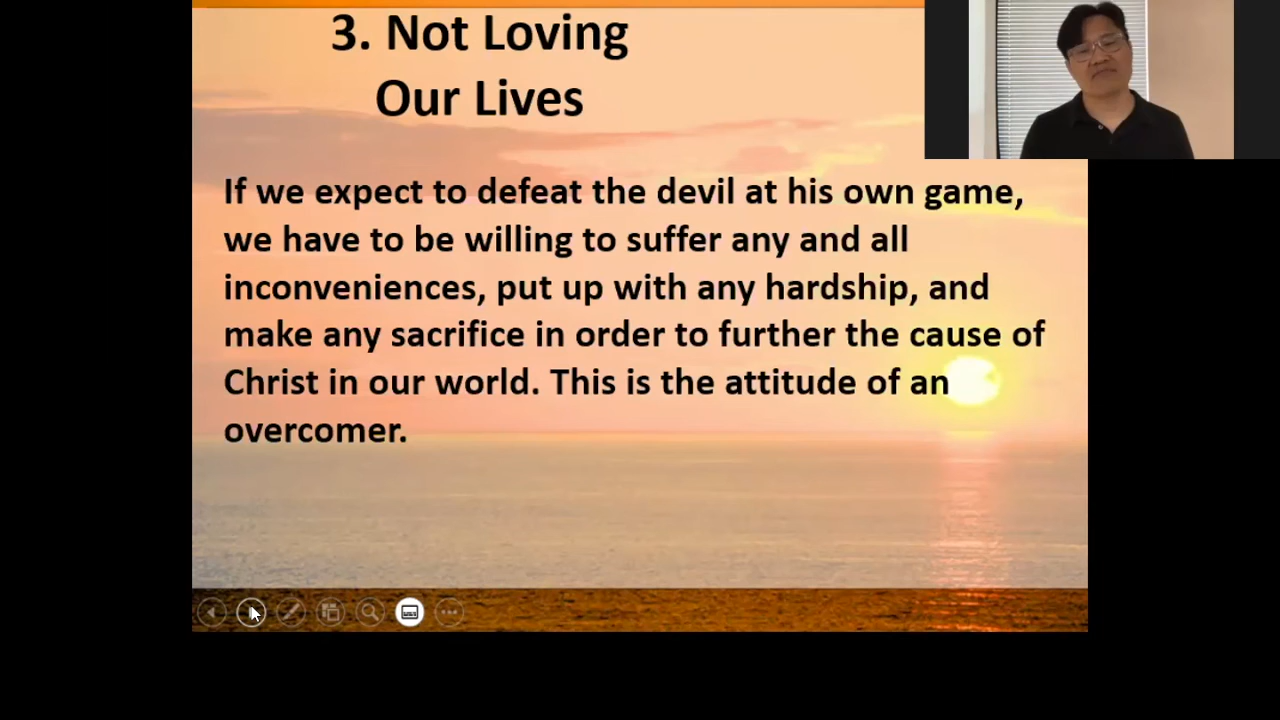 3. Not Loving
Our Lives
If we expect to defeat the devil at his own game,
we have to be willing to suffer any and all
inconveniences, put up with any hardship, and
make any sacrifice in order to further the cause of
Christ in our world. This is the attitude of an
overcomer.